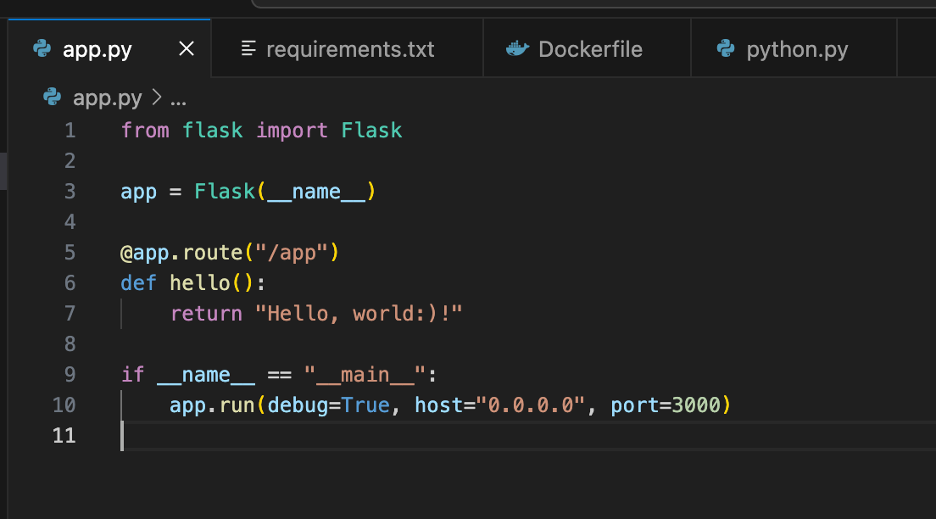 app.py × requirements.txt Dockerfile python.py
app.py > ...
1 from flask import Flask
2
3 app = Flask(__name__)
4
5 @app.route("/app")
6 def hello():
7     return "Hello, world:)!"
8
9 if __name__ == "__main__":
10     app.run(debug=True, host="0.0.0.0", port=3000)
11